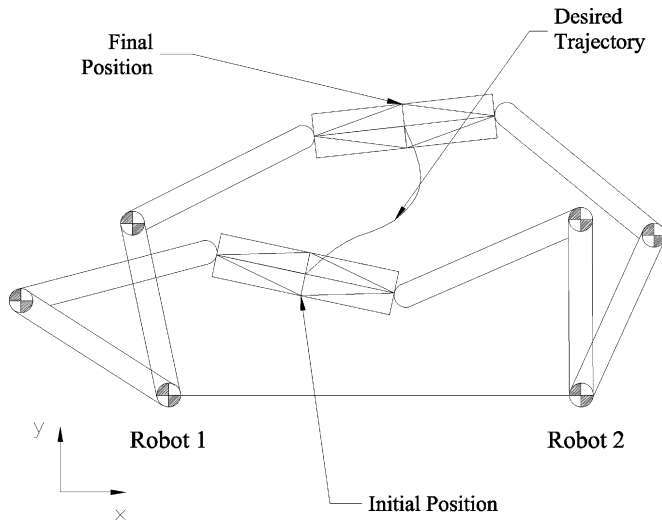 Desired
Trajectory
Final
Position
Robot 1
Robot 2
y
x
Initial Position